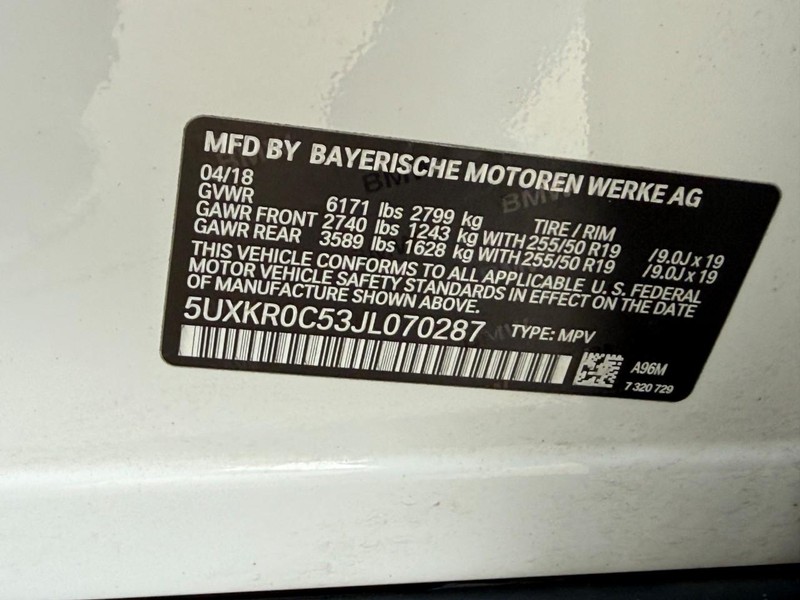 MFD BY BAYERISCHE MOTOREN WERKE AG
04/18
GVWR 6171 lbs 2799 kg TIRE / RIM
GAWR FRONT 2740 lbs 1243 kg WITH 255/50 R19 /9.0J x 19
GAWR REAR 3589 lbs 1628 kg WITH 255/50 R19 /9.0J x 19
THIS VEHICLE CONFORMS TO ALL APPLICABLE U. S. FEDERAL
MOTOR VEHICLE SAFETY STANDARDS IN EFFECT ON THE DATE
OF MANUFACTURE SHOWN ABOVE.
5UXKR0C53JL070287 TYPE: MPV
A96M
7 320 729